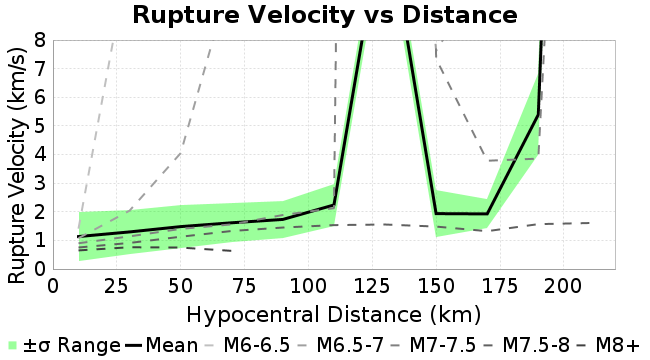 Rupture Velocity vs Distance
Rupture Velocity (km/s)
8
7
6
5
4
3
2
1
0
0 25 50 75 100 125 150 175 200
Hypocentral Distance (km)
±σ Range Mean M6-6.5 M6.5-7 M7-7.5 M7.5-8 M8+